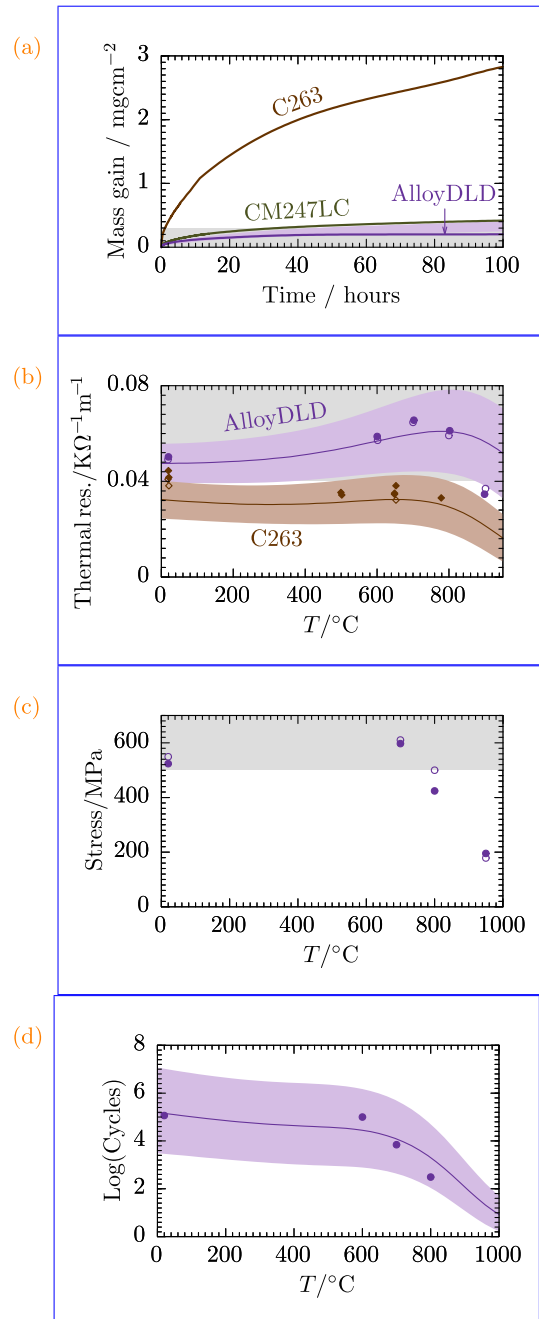 (a)
Mass gain / mgcm⁻²
3
2
1
0
C263
CM247LC
AlloyDLD
0 20 40 60 80 100
Time / hours
(b)
Thermal res./KΩ⁻¹m⁻¹
0.08
0.04
0
AlloyDLD
C263
0 200 400 600 800
T/°C
(c)
Stress/MPa
600
400
200
0
0 200 400 600 800 1000
T/°C
(d)
Log(Cycles)
8
6
4
2
0
0 200 400 600 800 1000
T/°C